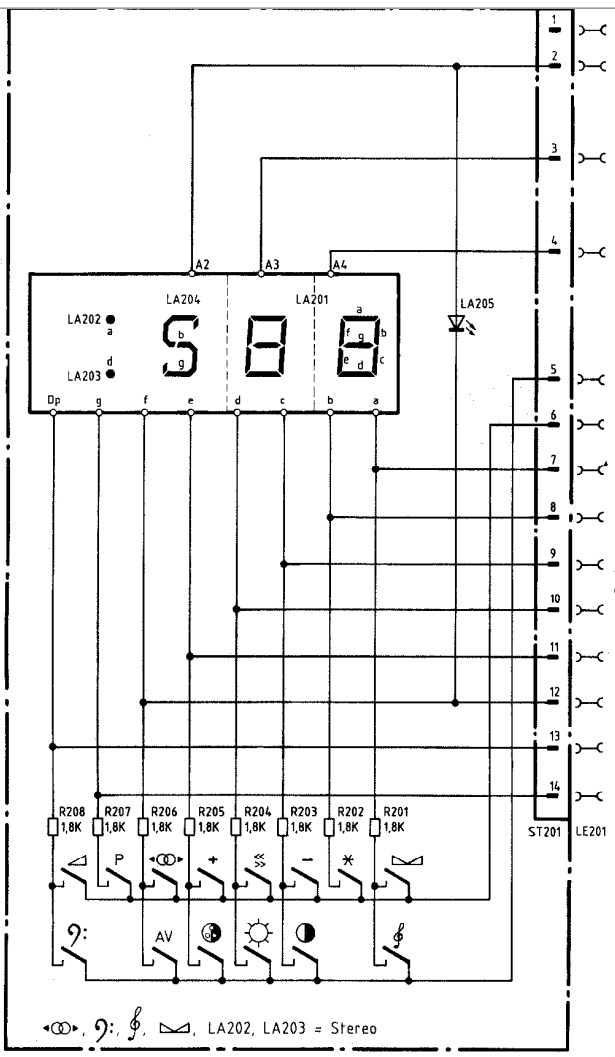 1
2
3
4
A2 A3 A4
LA204 LA201
LA205
LA202
a
d
LA203
b
g
a
f g b
e d c
5
Dp g f e d c b a
6
7
8
9
10
11
12
13
14
R208 R207 R206 R205 R204 R203 R202 R201
1,8K 1,8K 1,8K 1,8K 1,8K 1,8K 1,8K 1,8K
ST201 LE201
P + −
AV
LA202, LA203 = Stereo